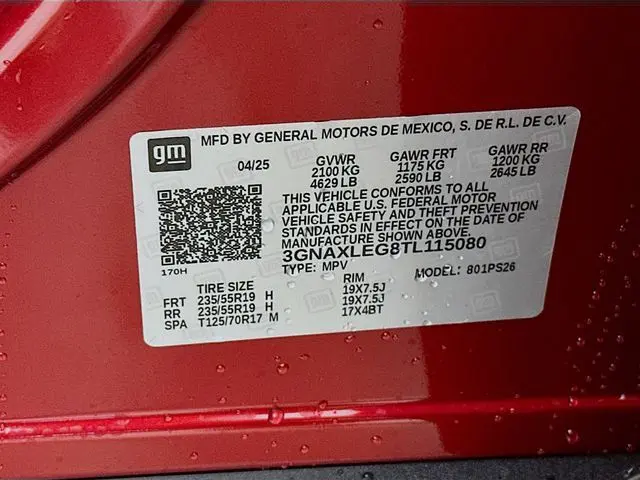 gm
MFD BY GENERAL MOTORS DE MEXICO, S. DE R.L. DE C.V.
04/25 GVWR GAWR FRT GAWR RR
2100 KG 1175 KG 1200 KG
4629 LB 2590 LB 2645 LB
THIS VEHICLE CONFORMS TO ALL
APPLICABLE U.S. FEDERAL MOTOR
VEHICLE SAFETY AND THEFT PREVENTION
STANDARDS IN EFFECT ON THE DATE OF
MANUFACTURE SHOWN ABOVE.
170H 3GNAXLEG8TL115080
TYPE: MPV MODEL: 801PS26
TIRE SIZE RIM
FRT 235/55R19 H 19X7.5J
RR 235/55R19 H 19X7.5J
SPA T125/70R17 M 17X4BT